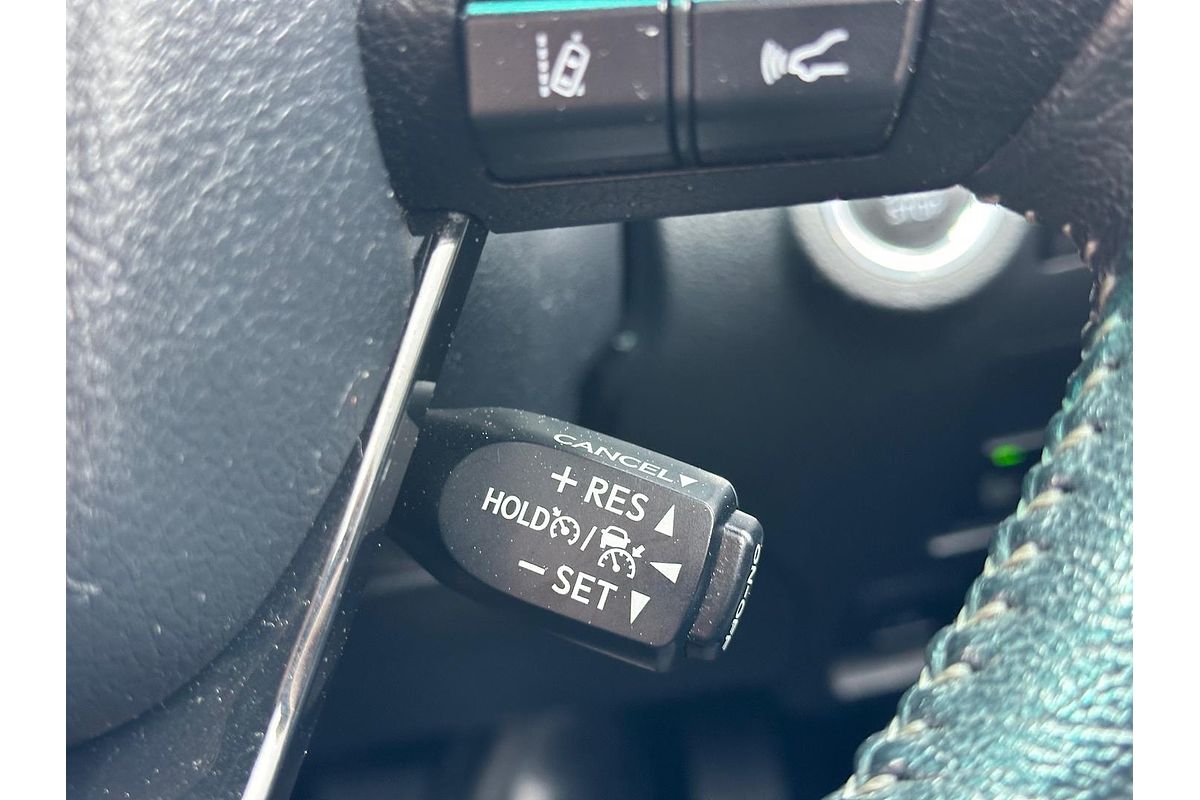 CANCEL▼
+ RES ▲
HOLD / ◀
- SET ▼
ON-OFF